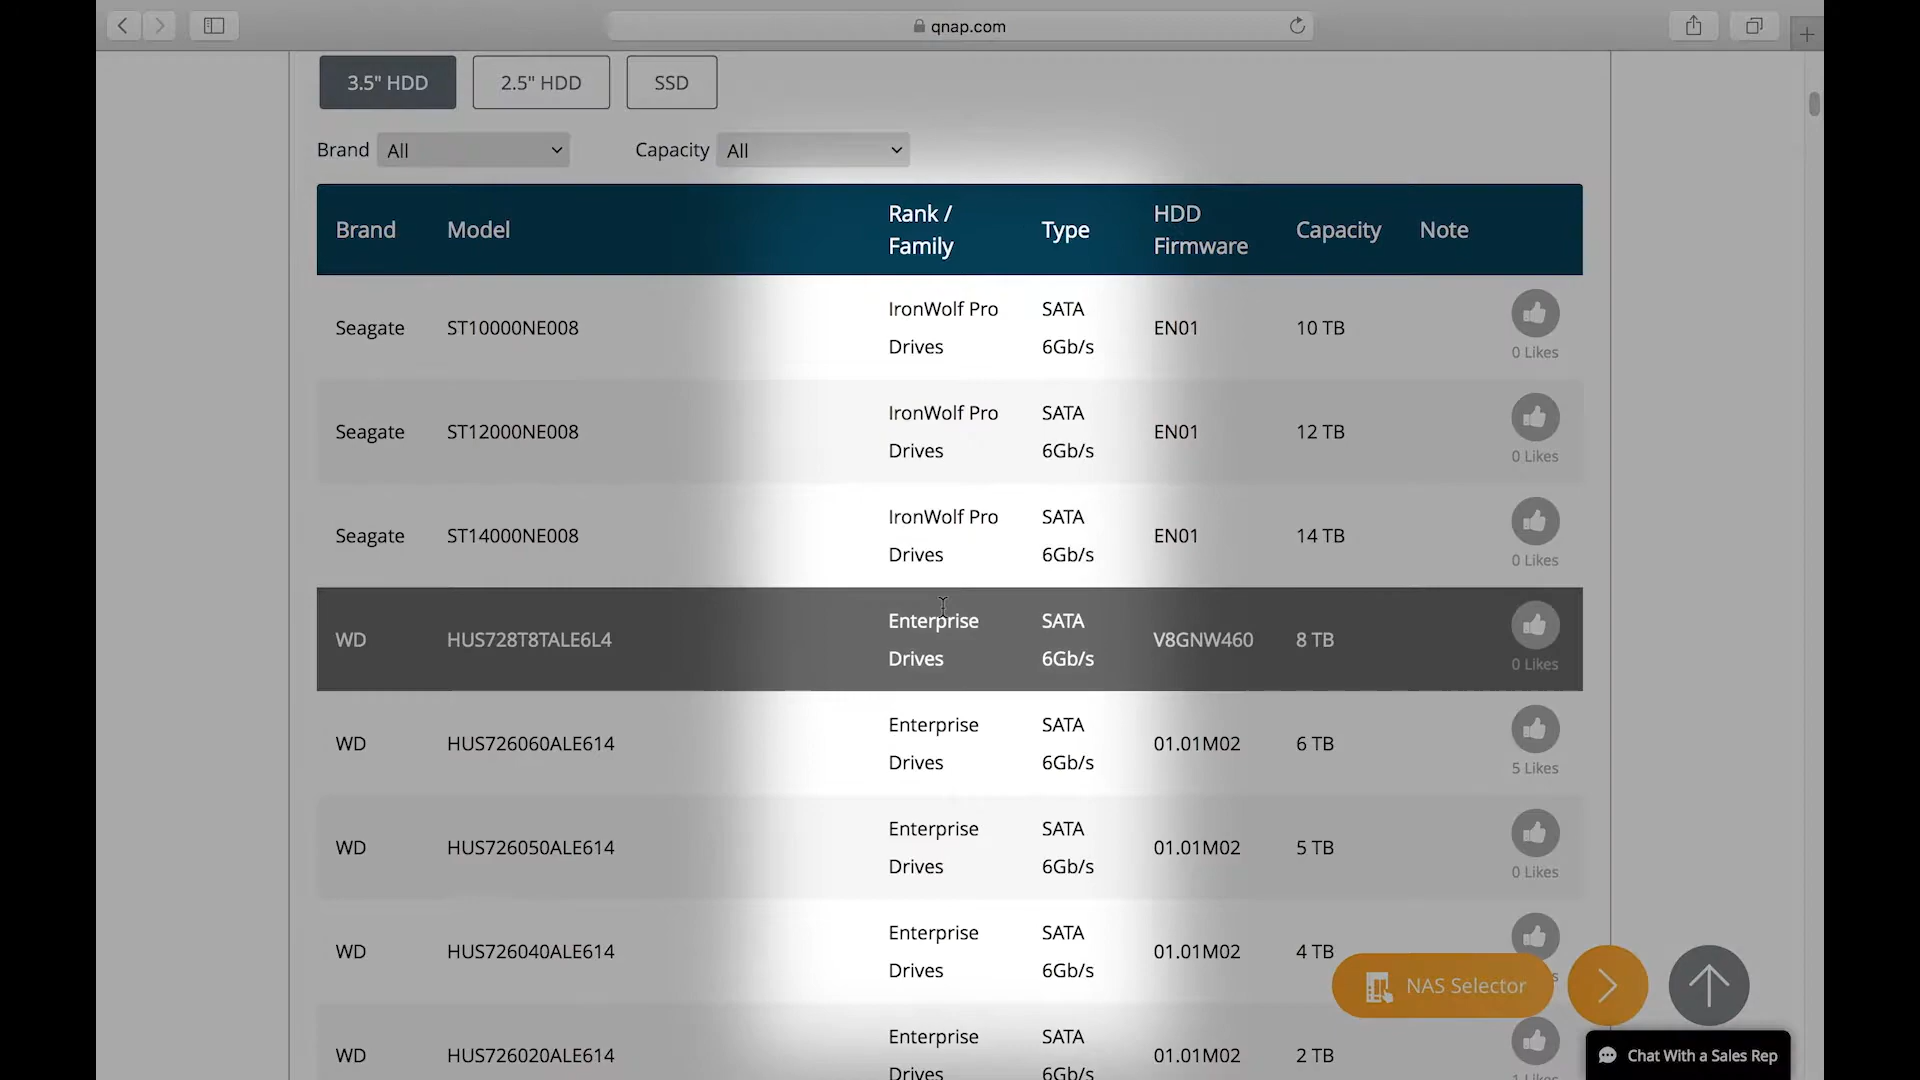 qnap.com
3.5" HDD 2.5" HDD SSD
Brand All Capacity All
Brand Model Rank / Family Type HDD Firmware Capacity Note
Seagate ST10000NE008 IronWolf Pro Drives SATA 6Gb/s EN01 10 TB 0 Likes
Seagate ST12000NE008 IronWolf Pro Drives SATA 6Gb/s EN01 12 TB 0 Likes
Seagate ST14000NE008 IronWolf Pro Drives SATA 6Gb/s EN01 14 TB 0 Likes
WD HUS728T8TALE6L4 Enterprise Drives SATA 6Gb/s V8GNW460 8 TB 0 Likes
WD HUS726060ALE614 Enterprise Drives SATA 6Gb/s 01.01M02 6 TB 5 Likes
WD HUS726050ALE614 Enterprise Drives SATA 6Gb/s 01.01M02 5 TB 0 Likes
WD HUS726040ALE614 Enterprise Drives SATA 6Gb/s 01.01M02 4 TB
NAS Selector
WD HUS726020ALE614 Enterprise Drives SATA 6Gb/s 01.01M02 2 TB
Chat With a Sales Rep